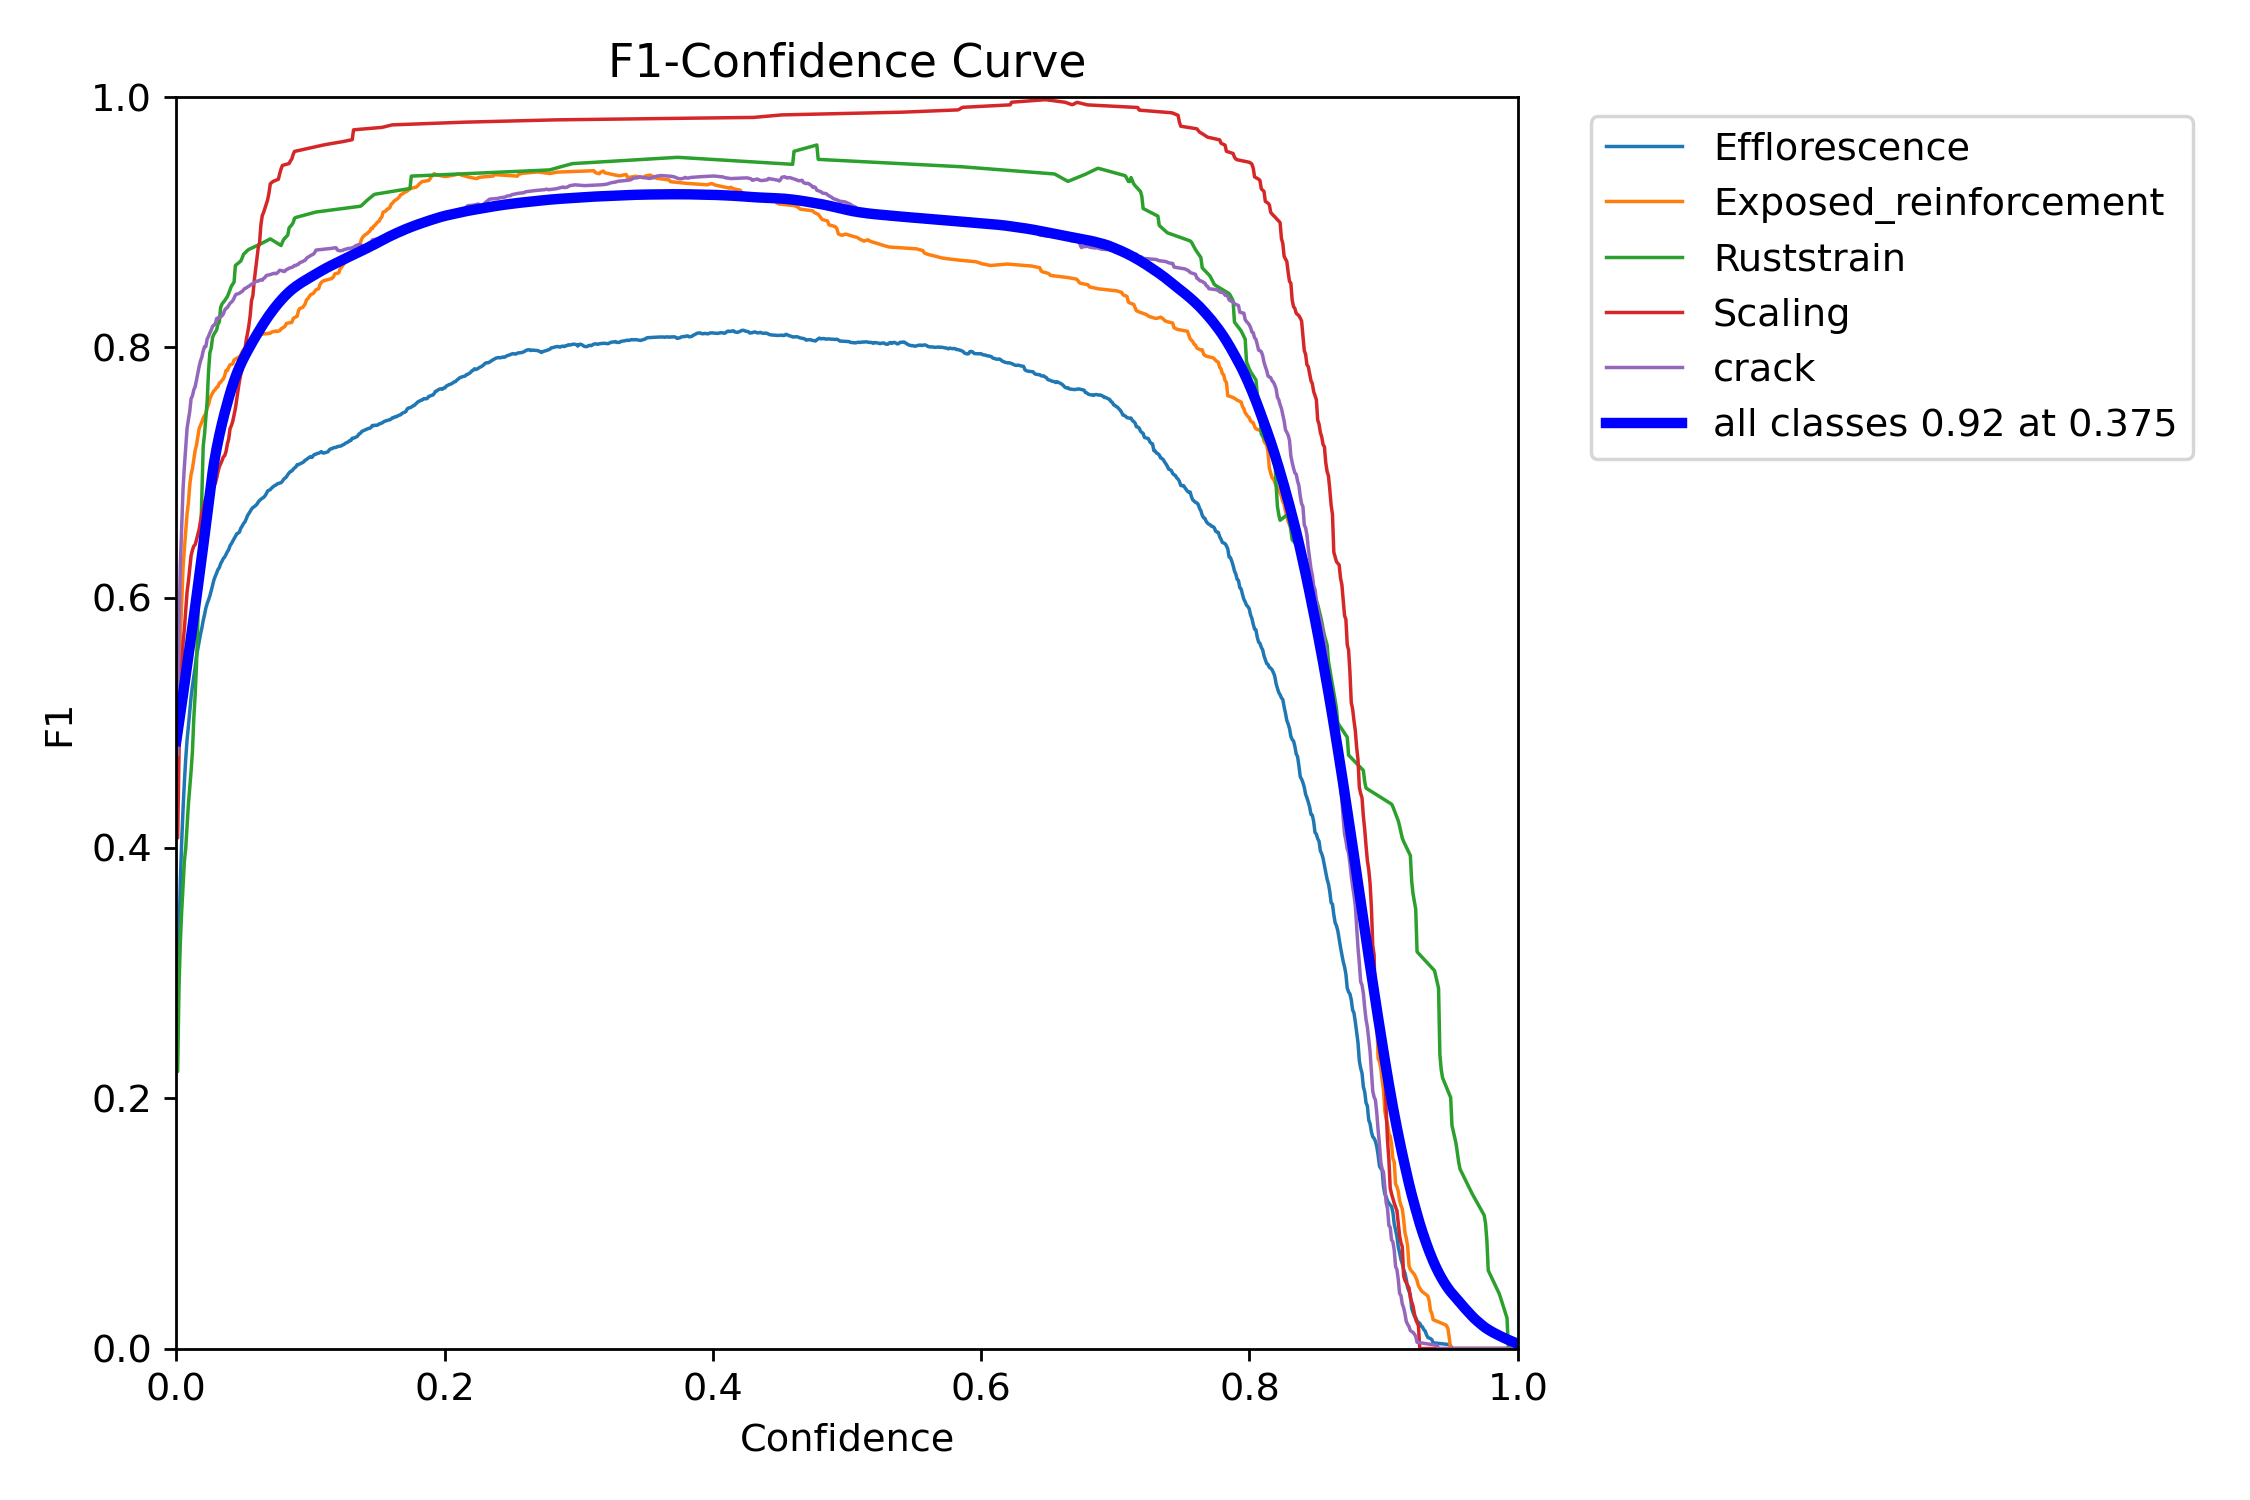 F1-Confidence Curve
1.0
0.8
0.6
0.4
0.2
0.0
F1
0.0 0.2 0.4 0.6 0.8 1.0
Confidence
Efflorescence
Exposed_reinforcement
Ruststrain
Scaling
crack
all classes 0.92 at 0.375